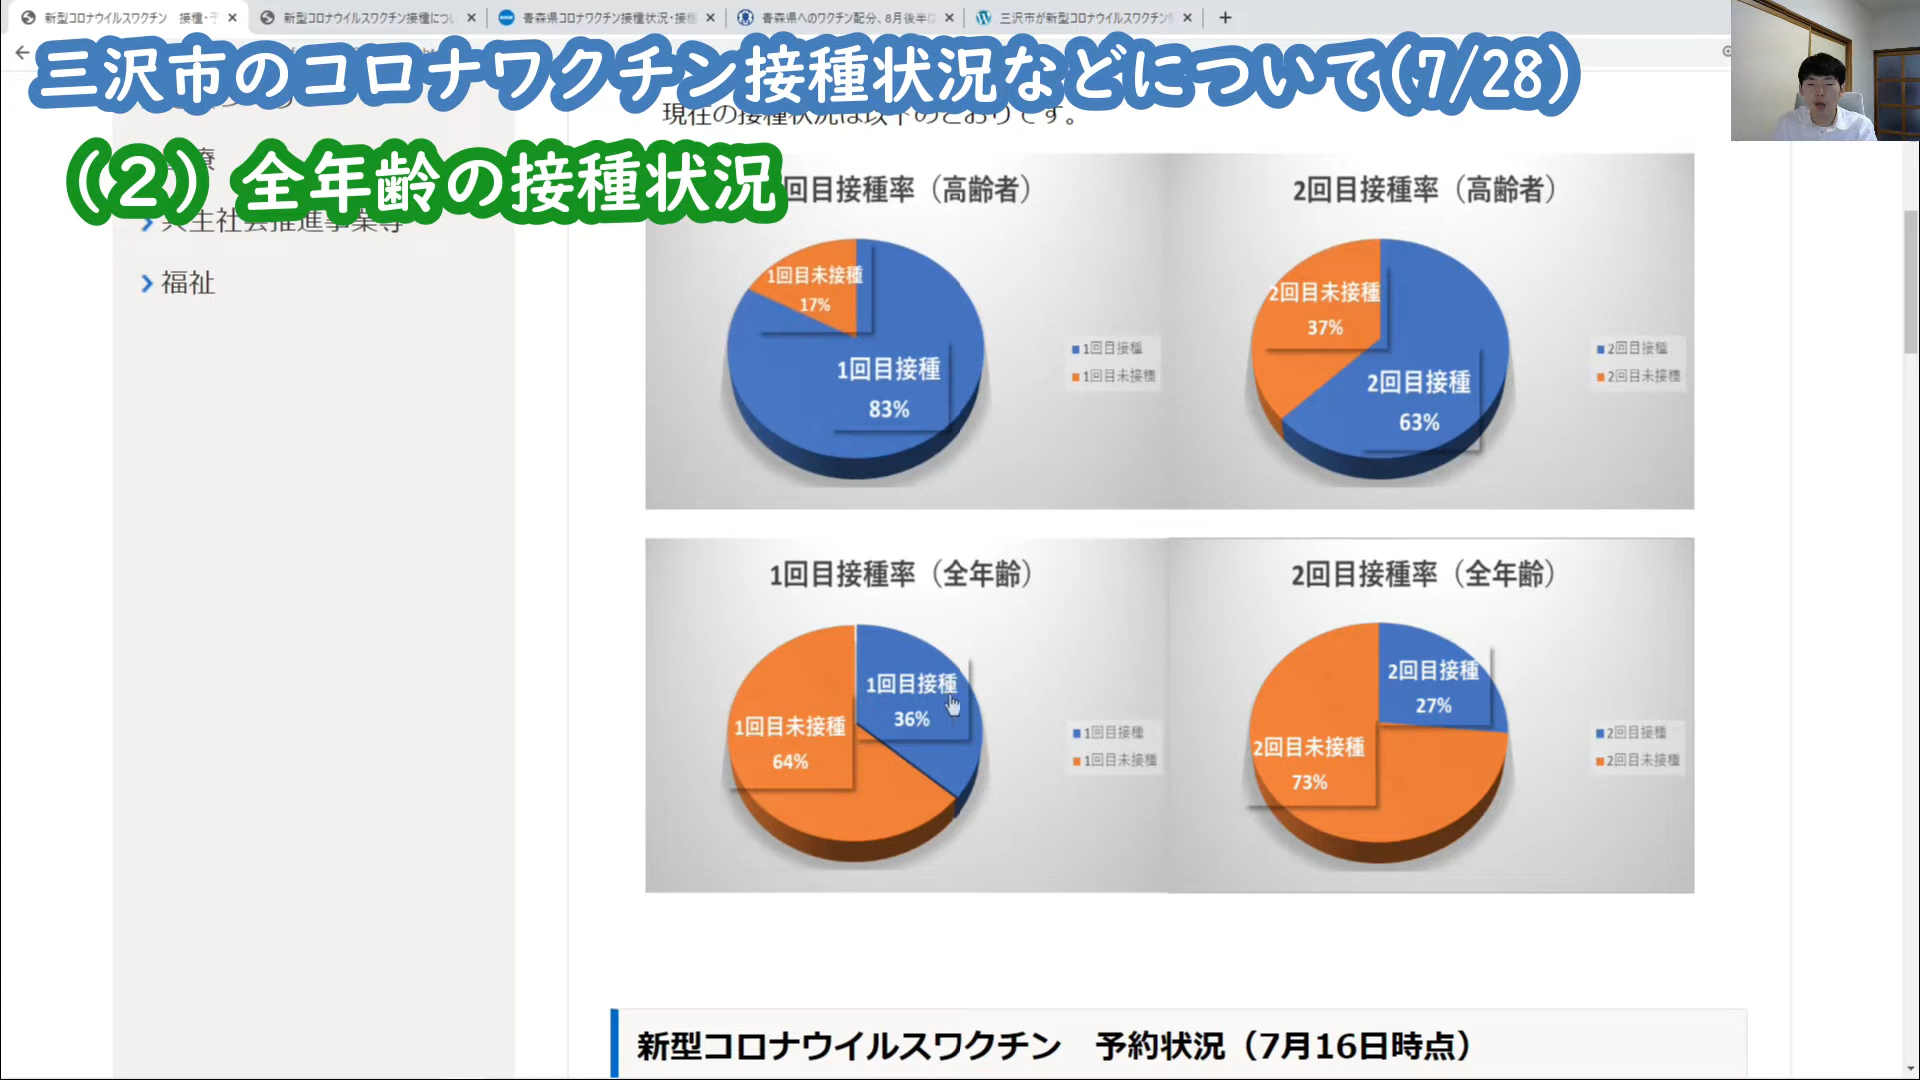 新型コロナウイルスワクチン 接種・予
新型コロナウイルスワクチン接種につい
青森県コロナワクチン接種状況・接種
青森県へのワクチン配分、8月後半に
三沢市が新型コロナウイルスワクチン
三沢市のコロナワクチン接種状況などについて(7/28)
現在の接種状況は以下のとおりです。
(2) 全年齢の接種状況
共生社会推進事業等
福祉
回目接種率（高齢者）
1回目未接種
17%
1回目接種
83%
1回目接種
1回目未接種
2回目接種率（高齢者）
2回目未接種
37%
2回目接種
63%
2回目接種
2回目未接種
1回目接種率（全年齢）
1回目接種
36%
1回目未接種
64%
1回目接種
1回目未接種
2回目接種率（全年齢）
2回目接種
27%
2回目未接種
73%
2回目接種
2回目未接種
新型コロナウイルスワクチン　予約状況（7月16日時点）